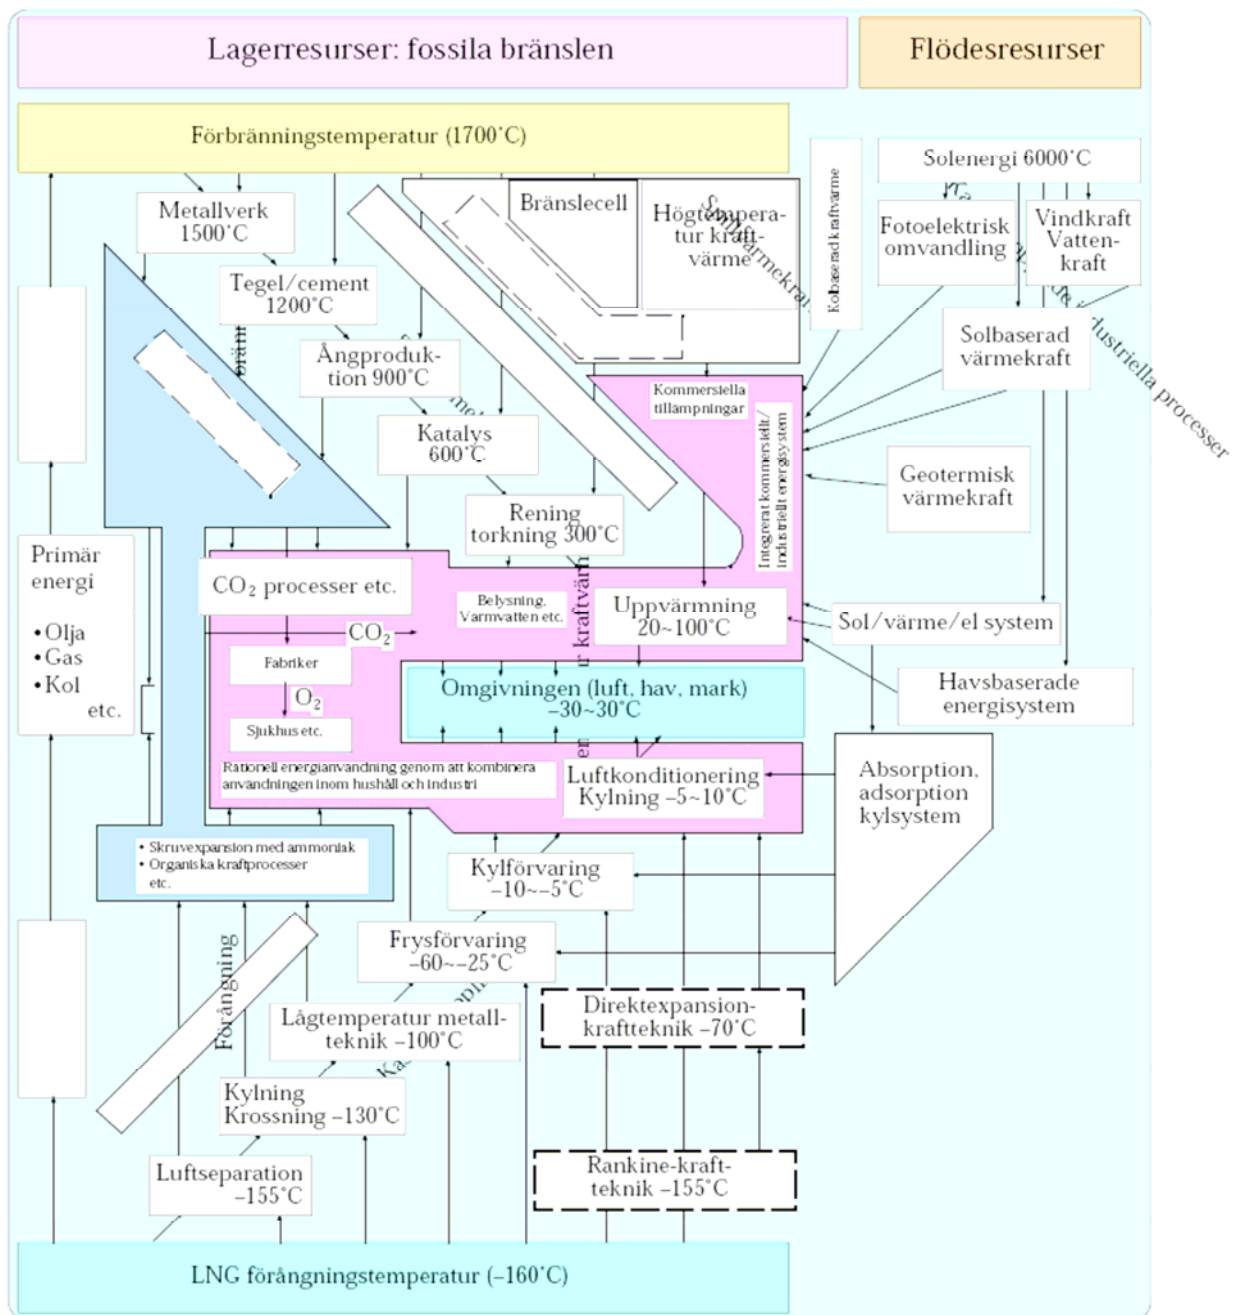 Lagerresurser: fossila bränslen
Flödesresurser
Förbränningstemperatur (1700°C)
Solenergi 6000°C
Metallverk
1500°C
Bränslecell
Högtempera-
tur kraft-
värme
Kolbaserad kraftvärme
Fotoelektrisk
omvandling
Vindkraft
Vatten-
kraft
Tegel/cement
1200°C
Ångproduk-
tion 900°C
Solbaserad
värmekraft
industriella processer
Kommersiella
tillämpningar
Integrerat kommersiellt/
industriellt energisystem
Katalys
600°C
Geotermisk
värmekraft
Rening
torkning 300°C
Primär
energi
• Olja
• Gas
• Kol
etc.
CO₂ processer etc.
Belysning,
Varmvatten etc.
Uppvärmning
20~100°C
Sol/värme/el system
CO₂
Fabriker
O₂
Sjukhus etc.
Omgivningen (luft, hav, mark)
–30~30°C
Havsbaserade
energisystem
Rationell energianvändning genom att kombinera
användningen inom hushåll och industri
Luftkonditionering
Kylning –5~10°C
Absorption,
adsorption
kylsystem
• Skruvexpansion med ammoniak
• Organiska kraftprocesser
etc.
Kylförvaring
–10~–5°C
Frysförvaring
–60~–25°C
Förångning
Lågtemperatur metall-
teknik –100°C
Direktexpansion-
kraftteknik –70°C
Kylning
Krossning –130°C
Luftseparation
–155°C
Rankine-kraft-
teknik –155°C
LNG förångningstemperatur (–160°C)